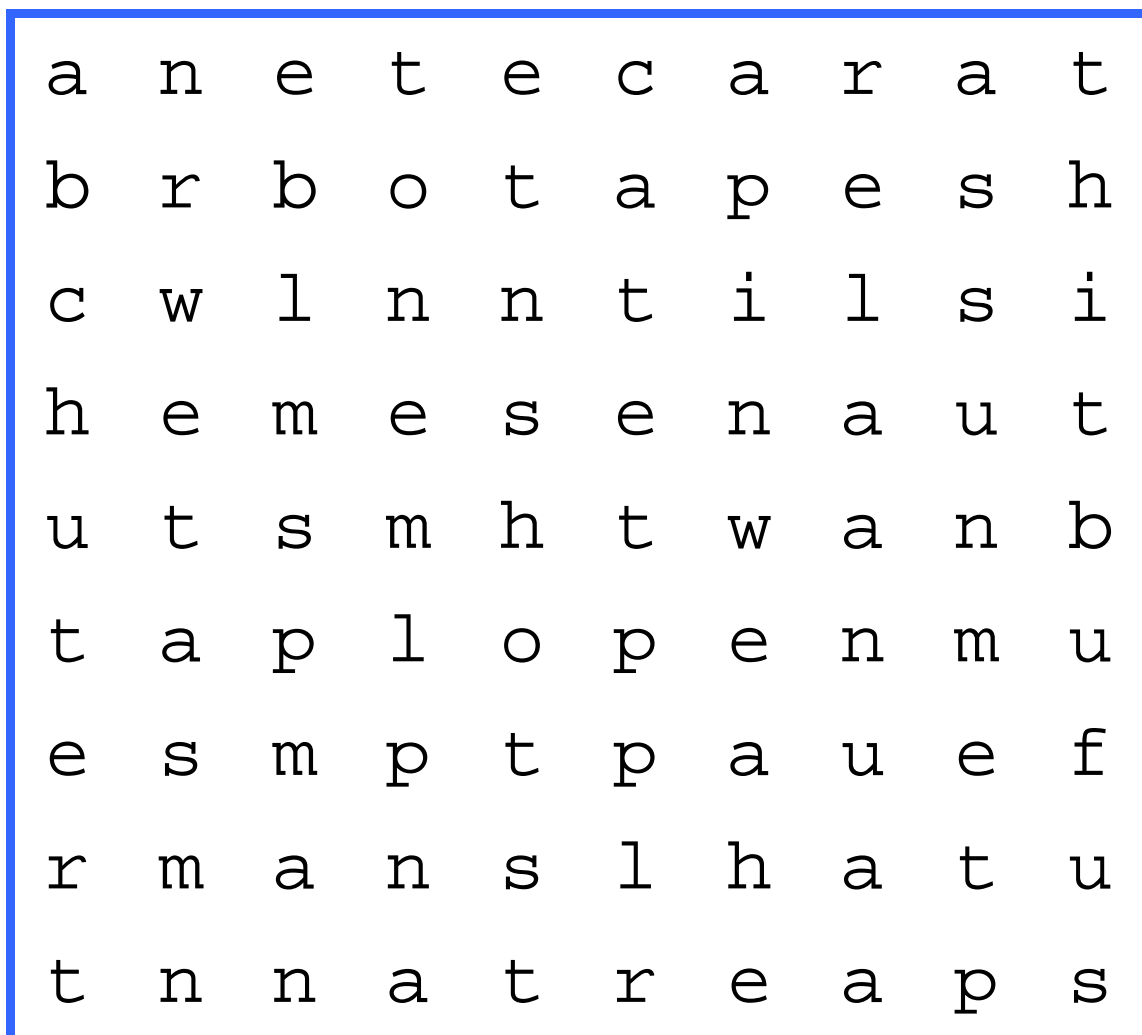 a n e t e c a r a t
b r b o t a p e s h
c w l n n t i l s i
h e m e s e n a u t
u t s m h t w a n b
t a p l o p e n m u
e s m p t p a u e f
r m a n s l h a t u
t n n a t r e a p s